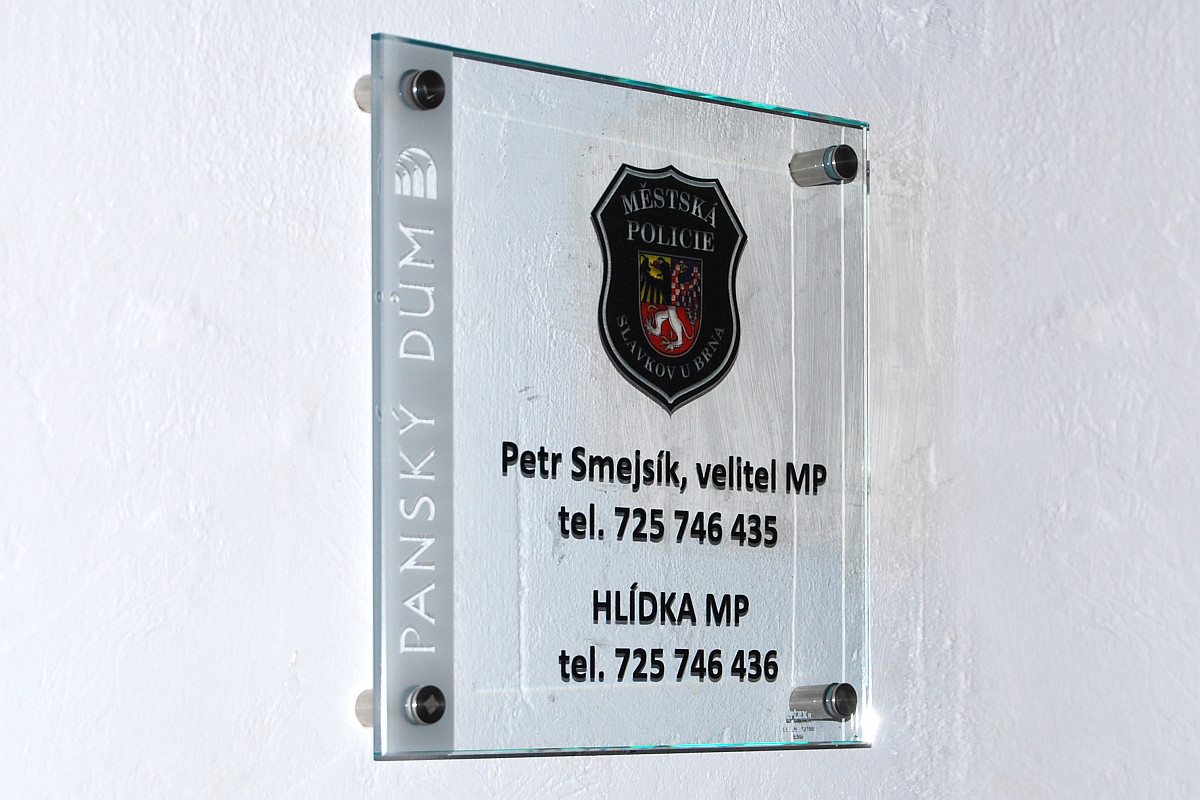 PANSKÝ DŮM
MĚSTSKÁ
POLICIE
SLAVKOV U BRNA
Petr Smejsík, velitel MP
tel. 725 746 435
HLÍDKA MP
tel. 725 746 436